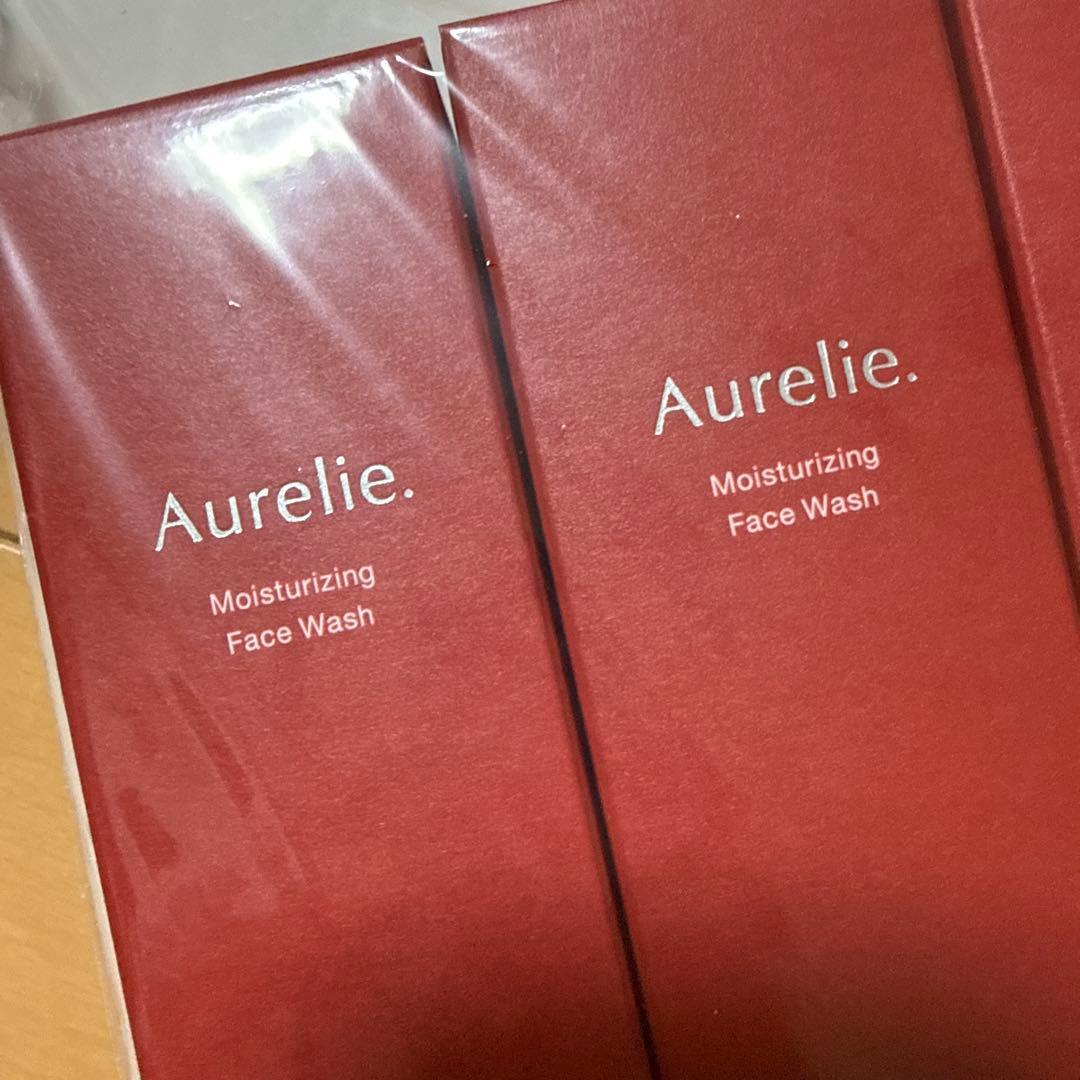 Aurelie.
Moisturizing
Face Wash
Aurelie.
Moisturizing
Face Wash